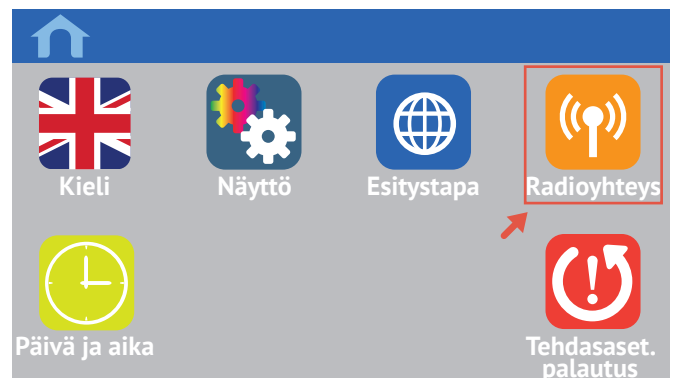 Kieli
Näyttö
Esitystapa
Radioyhteys
Päivä ja aika
Tehdasaset.
palautus